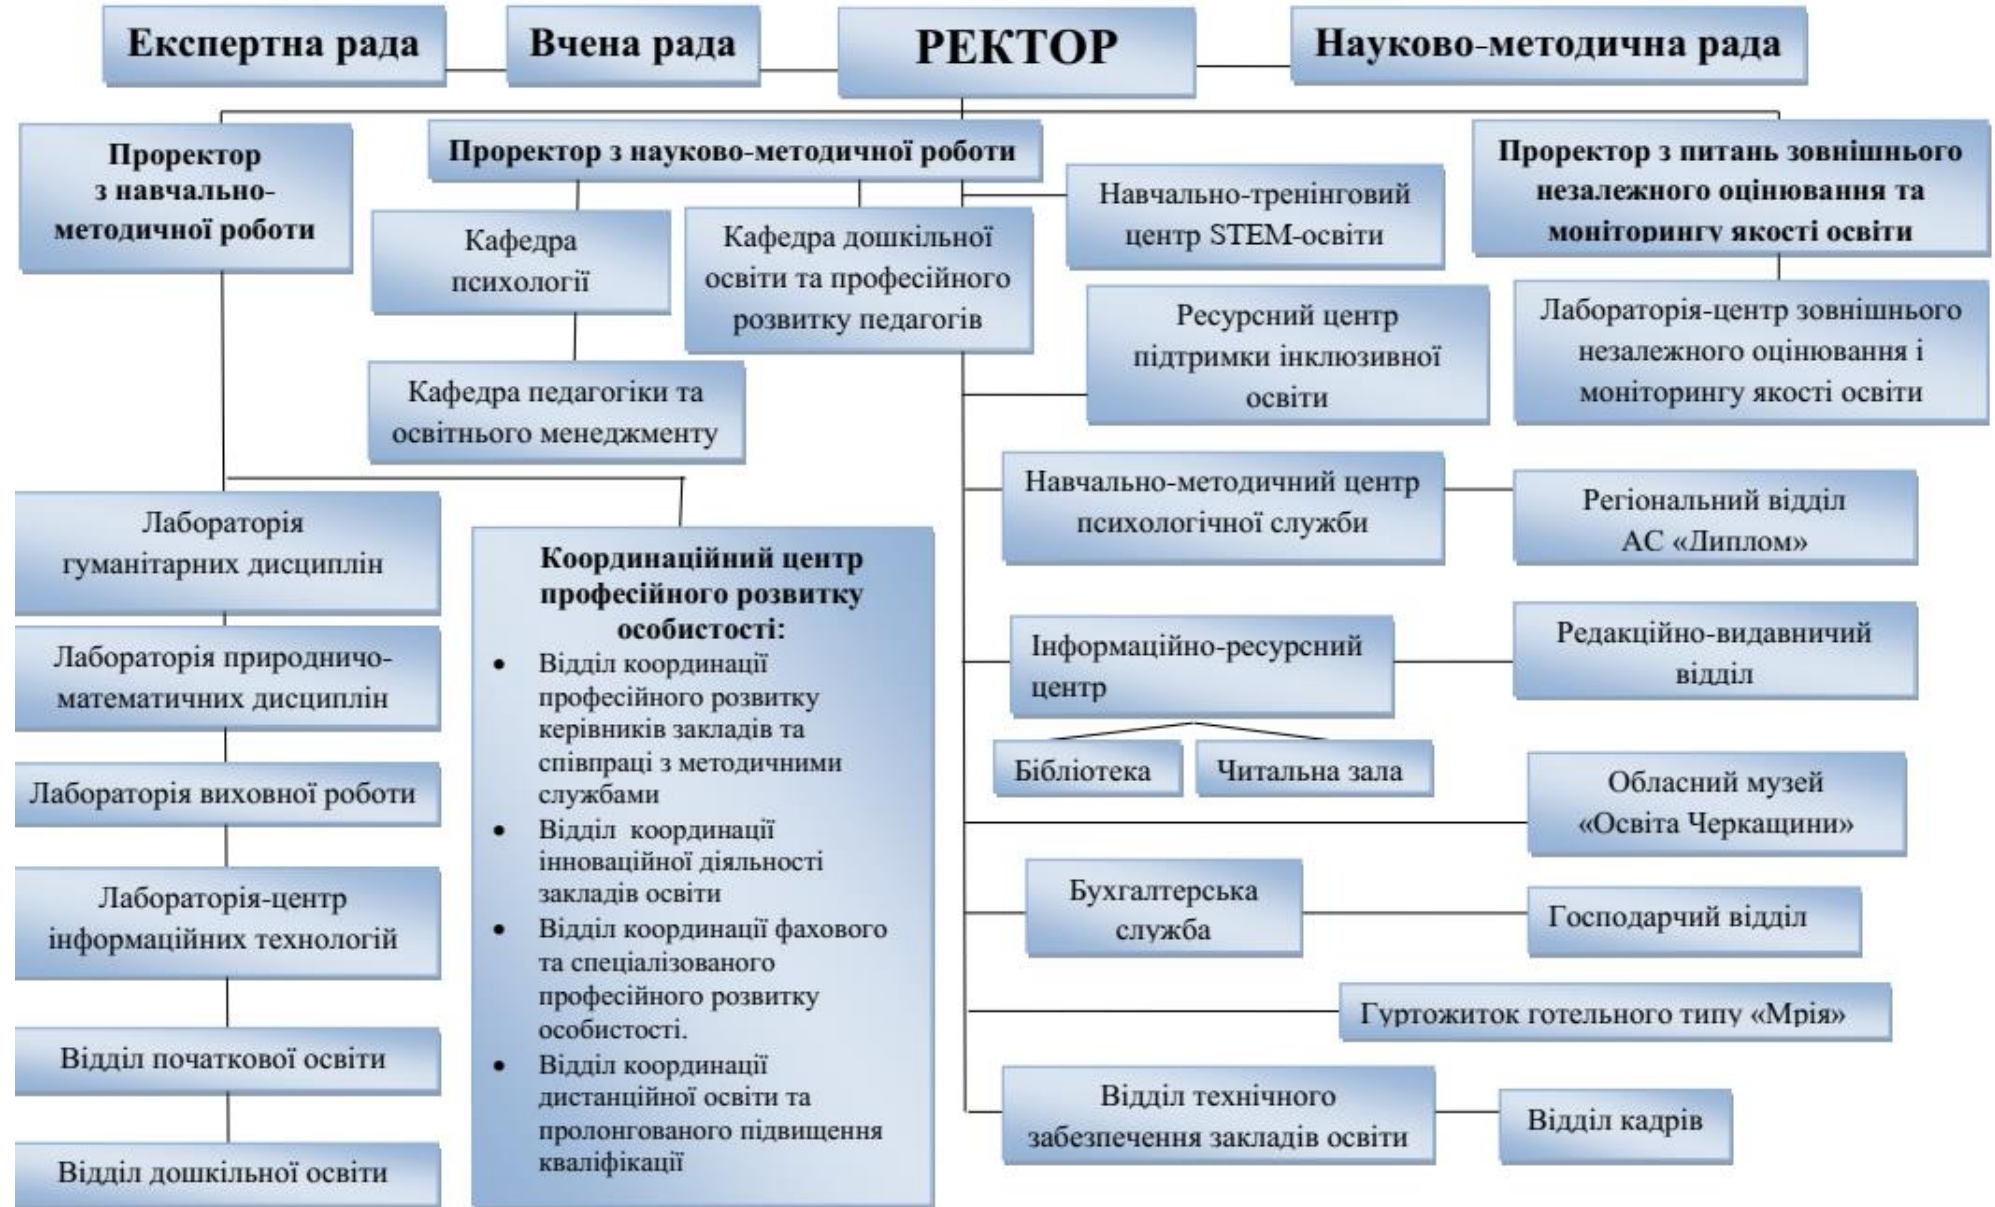 Експертна рада
Вчена рада
РЕКТОР
Науково-методична рада
Проректор
з навчально-
методичної роботи
Проректор з науково-методичної роботи
Проректор з питань зовнішнього
незалежного оцінювання та
моніторингу якості освіти
Кафедра
психології
Кафедра дошкільної
освіти та професійного
розвитку педагогів
Кафедра педагогіки та
освітнього менеджменту
Навчально-тренінговий
центр STEM-освіти
Ресурсний центр
підтримки інклюзивної
освіти
Лабораторія-центр зовнішнього
незалежного оцінювання і
моніторингу якості освіти
Навчально-методичний центр
психологічної служби
Регіональний відділ
АС «Диплом»
Лабораторія
гуманітарних дисциплін
Лабораторія природничо-
математичних дисциплін
Лабораторія виховної роботи
Лабораторія-центр
інформаційних технологій
Відділ початкової освіти
Відділ дошкільної освіти
Координаційний центр
професійного розвитку
особистості:
• Відділ координації
професійного розвитку
керівників закладів та
співпраці з методичними
службами
• Відділ координації
інноваційної діяльності
закладів освіти
• Відділ координації фахового
та спеціалізованого
професійного розвитку
особистості.
• Відділ координації
дистанційної освіти та
пролонгованого підвищення
кваліфікації
Інформаційно-ресурсний
центр
Редакційно-видавничий
відділ
Бібліотека
Читальна зала
Обласний музей
«Освіта Черкащини»
Бухгалтерська
служба
Господарчий відділ
Гуртожиток готельного типу «Мрія»
Відділ технічного
забезпечення закладів освіти
Відділ кадрів